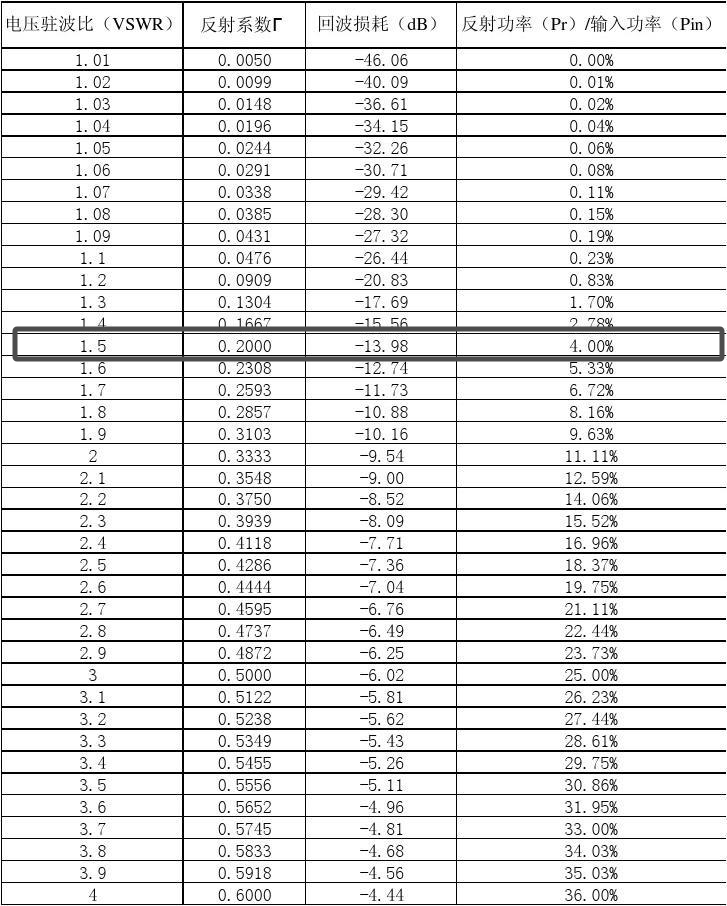 电压驻波比（VSWR） 反射系数Γ 回波损耗（dB） 反射功率（Pr）/输入功率（Pin）
1.01 0.0050 -46.06 0.00%
1.02 0.0099 -40.09 0.01%
1.03 0.0148 -36.61 0.02%
1.04 0.0196 -34.15 0.04%
1.05 0.0244 -32.26 0.06%
1.06 0.0291 -30.71 0.08%
1.07 0.0338 -29.42 0.11%
1.08 0.0385 -28.30 0.15%
1.09 0.0431 -27.32 0.19%
1.1 0.0476 -26.44 0.23%
1.2 0.0909 -20.83 0.83%
1.3 0.1304 -17.69 1.70%
1.4 0.1667 -15.56 2.78%
1.5 0.2000 -13.98 4.00%
1.6 0.2308 -12.74 5.33%
1.7 0.2593 -11.73 6.72%
1.8 0.2857 -10.88 8.16%
1.9 0.3103 -10.16 9.63%
2 0.3333 -9.54 11.11%
2.1 0.3548 -9.00 12.59%
2.2 0.3750 -8.52 14.06%
2.3 0.3939 -8.09 15.52%
2.4 0.4118 -7.71 16.96%
2.5 0.4286 -7.36 18.37%
2.6 0.4444 -7.04 19.75%
2.7 0.4595 -6.76 21.11%
2.8 0.4737 -6.49 22.44%
2.9 0.4872 -6.25 23.73%
3 0.5000 -6.02 25.00%
3.1 0.5122 -5.81 26.23%
3.2 0.5238 -5.62 27.44%
3.3 0.5349 -5.43 28.61%
3.4 0.5455 -5.26 29.75%
3.5 0.5556 -5.11 30.86%
3.6 0.5652 -4.96 31.95%
3.7 0.5745 -4.81 33.00%
3.8 0.5833 -4.68 34.03%
3.9 0.5918 -4.56 35.03%
4 0.6000 -4.44 36.00%